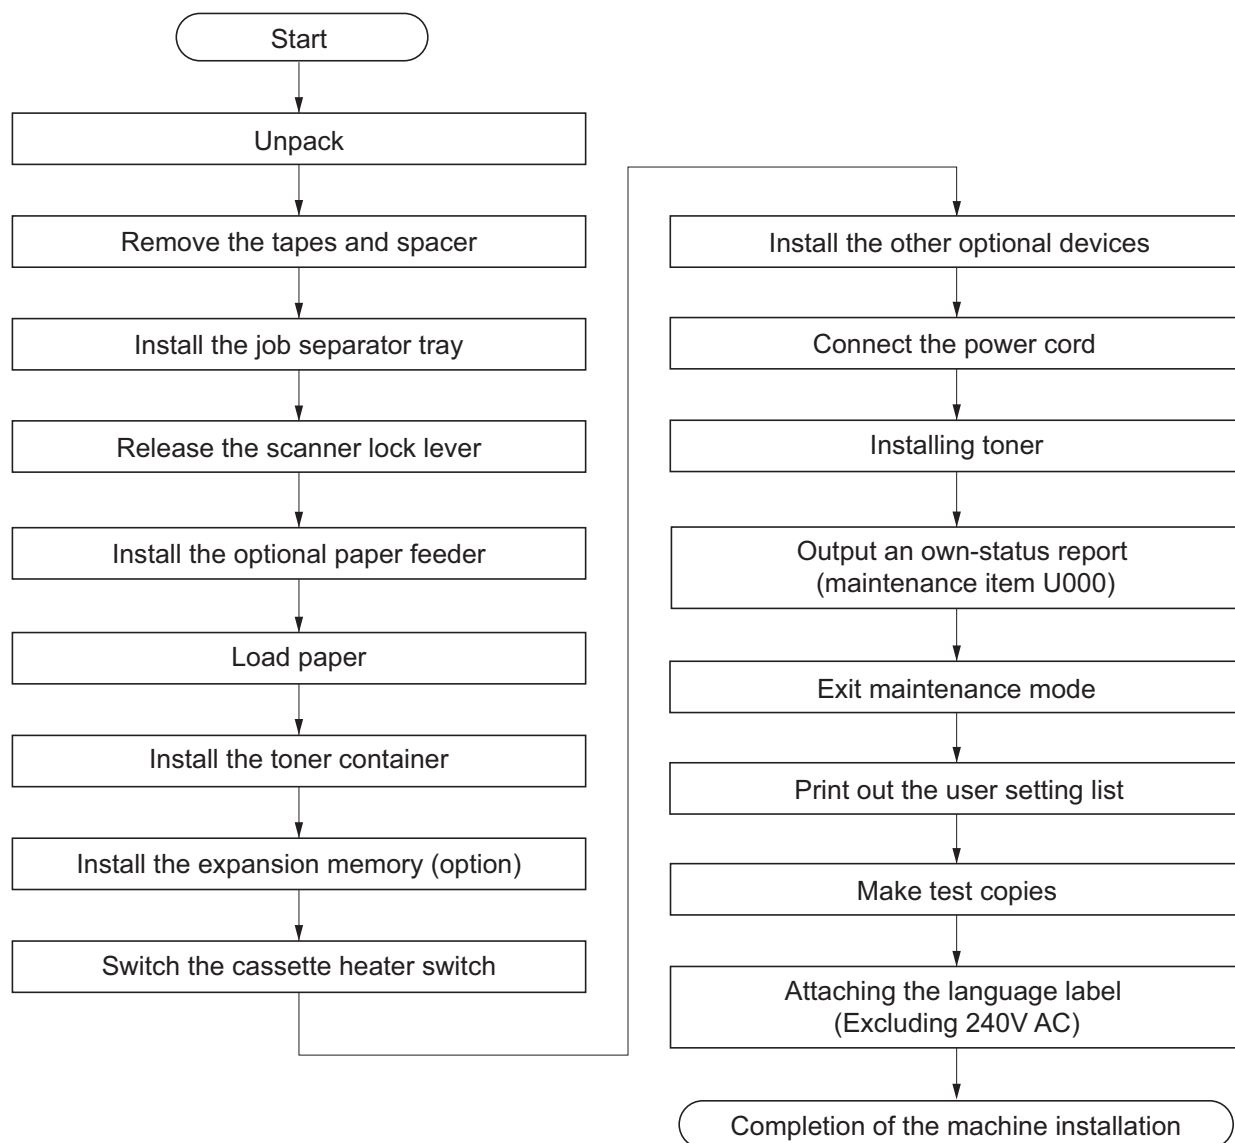 Start
Unpack
Remove the tapes and spacer
Install the job separator tray
Release the scanner lock lever
Install the optional paper feeder
Load paper
Install the toner container
Install the expansion memory (option)
Switch the cassette heater switch
Install the other optional devices
Connect the power cord
Installing toner
Output an own-status report
(maintenance item U000)
Exit maintenance mode
Print out the user setting list
Make test copies
Attaching the language label
(Excluding 240V AC)
Completion of the machine installation